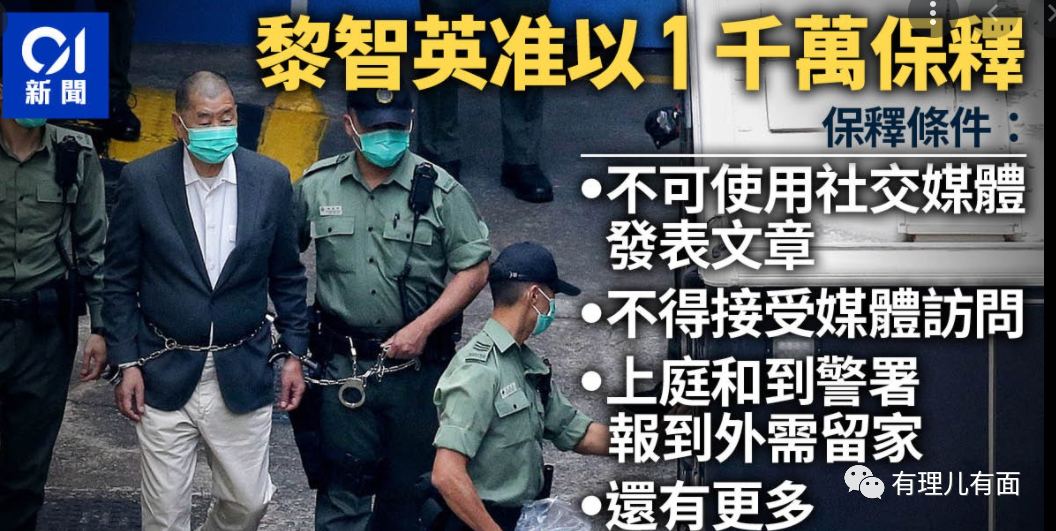 01
新聞
黎智英准以1千萬保釋
保釋條件：
•不可使用社交媒體
發表文章
•不得接受媒體訪問
•上庭和到警署
報到外需留家
•還有更多
有理儿有面